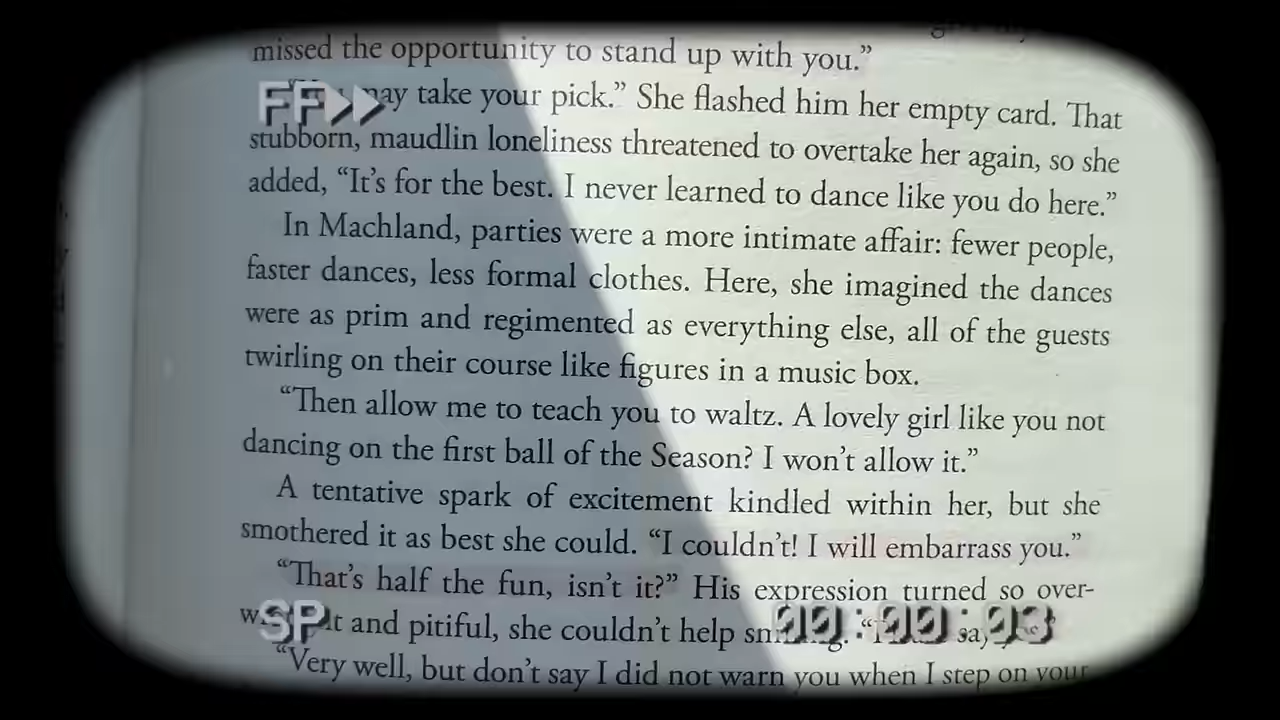 missed the opportunity to stand up with you.”
FF
may take your pick.” She flashed him her empty card. That
stubborn, maudlin loneliness threatened to overtake her again, so she
added, “It’s for the best. I never learned to dance like you do here.”
In Machland, parties were a more intimate affair: fewer people,
faster dances, less formal clothes. Here, she imagined the dances
were as prim and regimented as everything else, all of the guests
twirling on their course like figures in a music box.
“Then allow me to teach you to waltz. A lovely girl like you not
dancing on the first ball of the Season? I won’t allow it.”
A tentative spark of excitement kindled within her, but she
smothered it as best she could. “I couldn’t! I will embarrass you.”
“That’s half the fun, isn’t it?” His expression turned so over-
and pitiful, she couldn’t help
SP
00:00:03
“Very well, but don’t say I did not warn you when I step on your